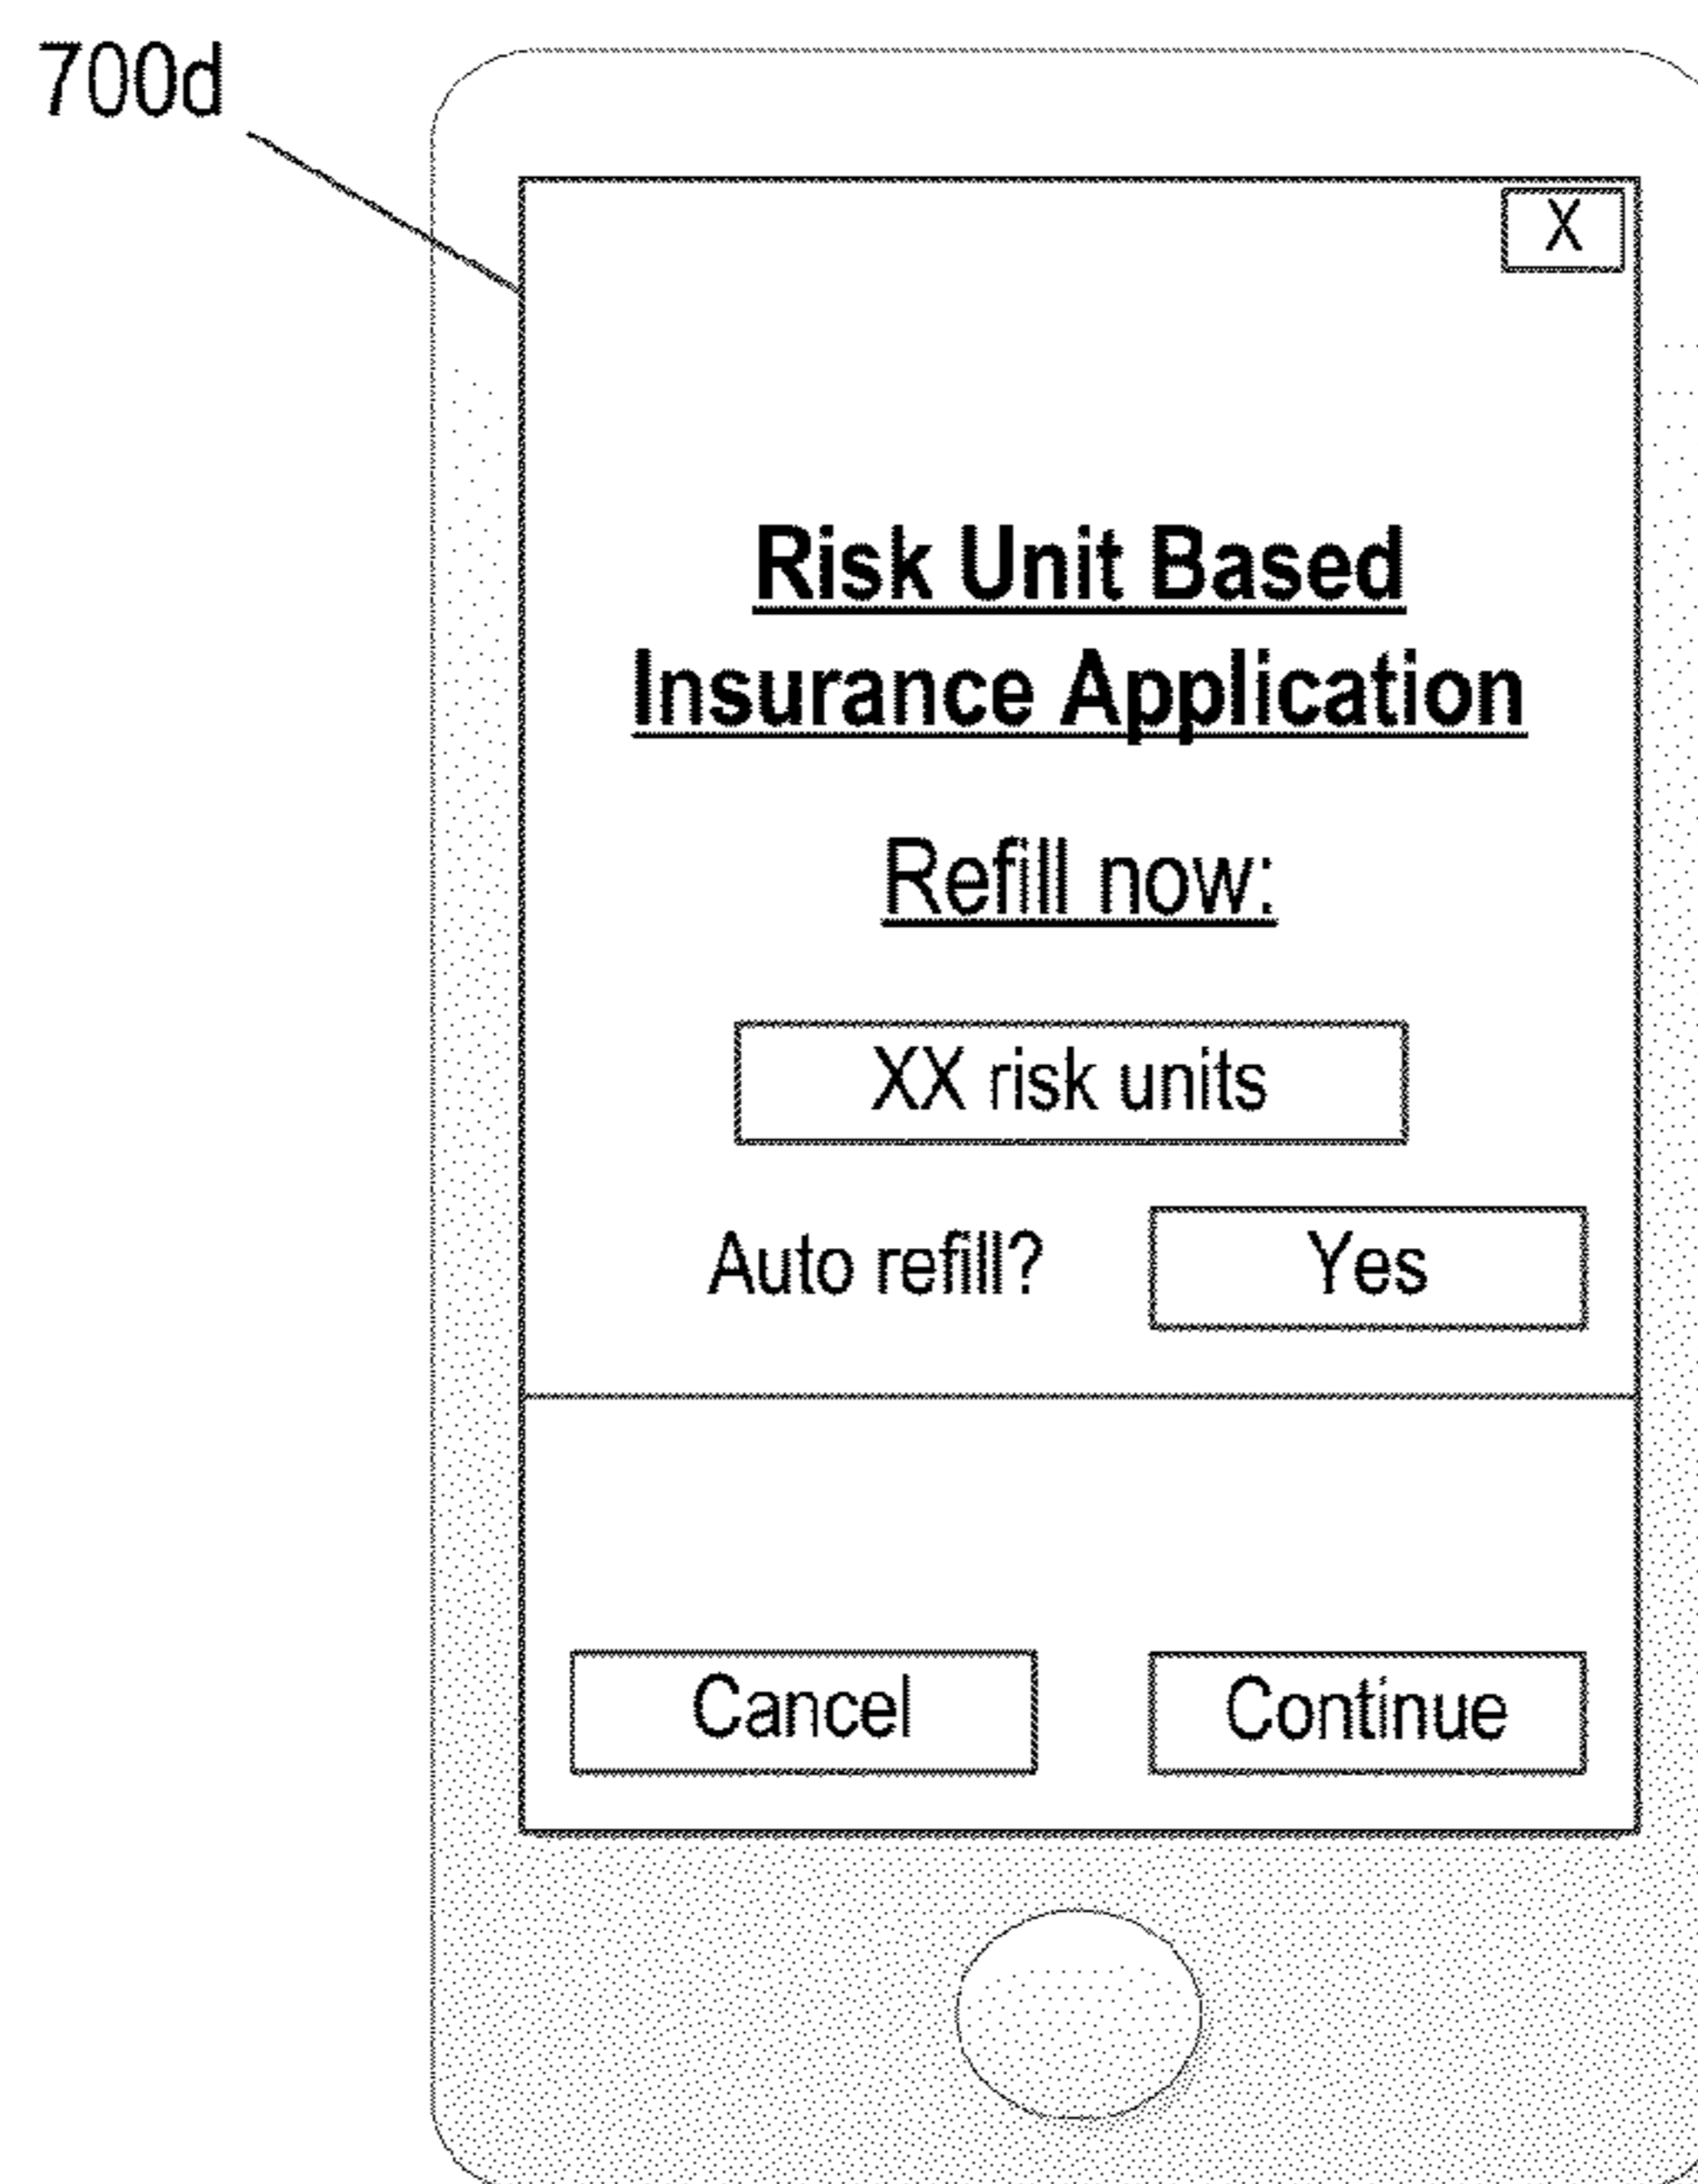 700d
X
Risk Unit Based
Insurance Application
Refill now:
XX risk units
Auto refill? Yes
Cancel Continue